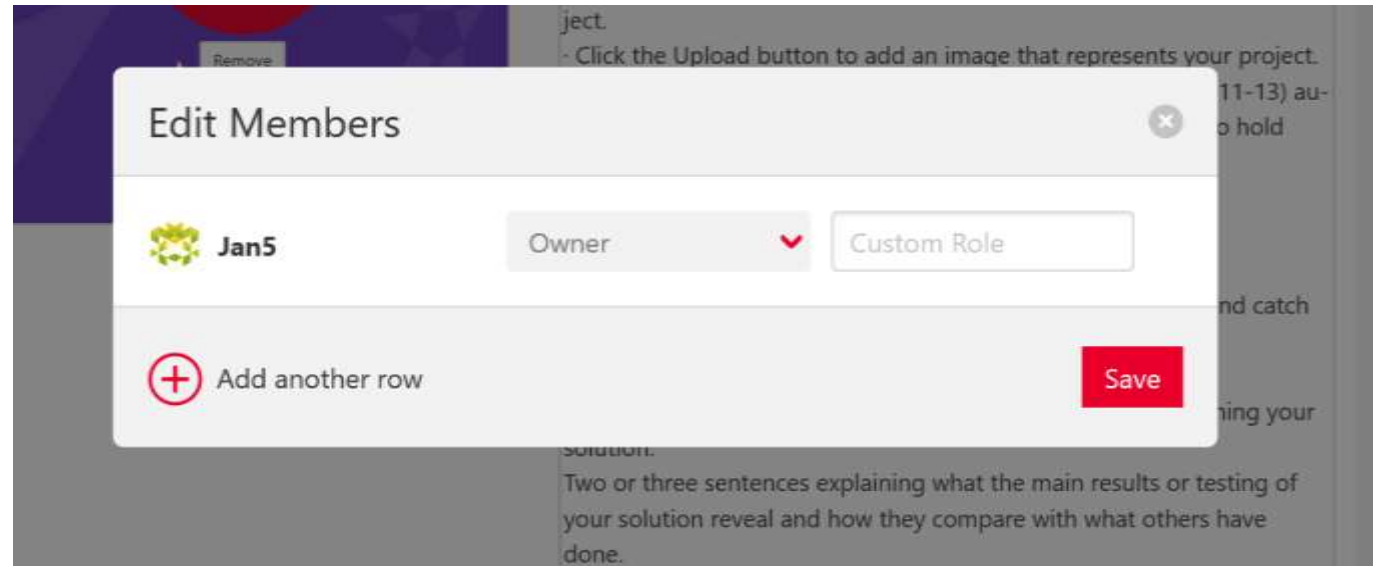 ject.
Remove
- Click the Upload button to add an image that represents your project.
Edit Members
11-13) au-
o hold
Jan5
Owner
Custom Role
nd catch
Add another row
Save
ning your
solution.
Two or three sentences explaining what the main results or testing of
your solution reveal and how they compare with what others have
done.